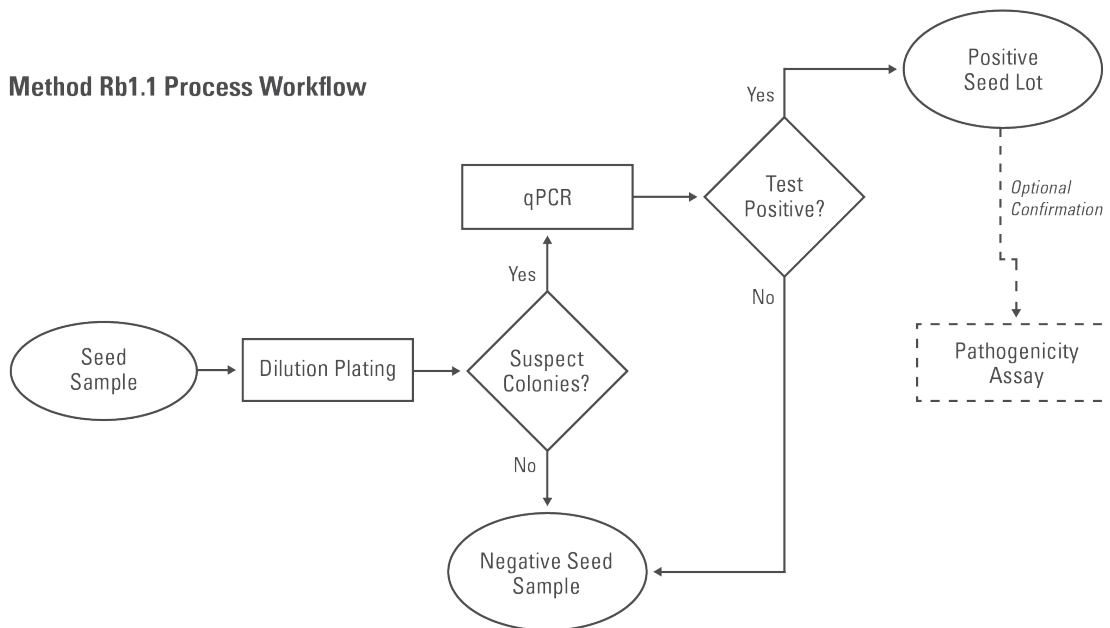 Method Rb1.1 Process Workflow
Seed
Sample
Dilution Plating
Suspect
Colonies?
Yes
No
qPCR
Test
Positive?
Yes
No
Positive
Seed Lot
Optional
Confirmation
Pathogenicity
Assay
Negative Seed
Sample